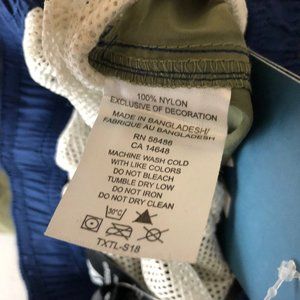 100% NYLON
EXCLUSIVE OF DECORATION
MADE IN BANGLADESH/
FABRIQUE AU BANGLADESH
RN 58486
CA 14648
MACHINE WASH COLD
WITH LIKE COLORS
DO NOT BLEACH
TUMBLE DRY LOW
DO NOT IRON
DO NOT DRY CLEAN
30°C
TXTL-S18